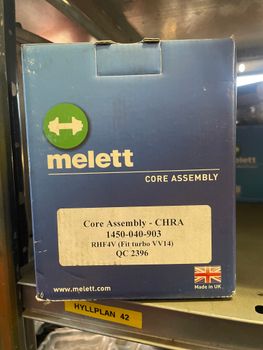 melett
CORE ASSEMBLY
Core Assembly - CHRA
1450-040-903
RHF4V (Fit turbo VV14)
QC 2396
www.melett.com
Made in UK
HYLLPLAN 42